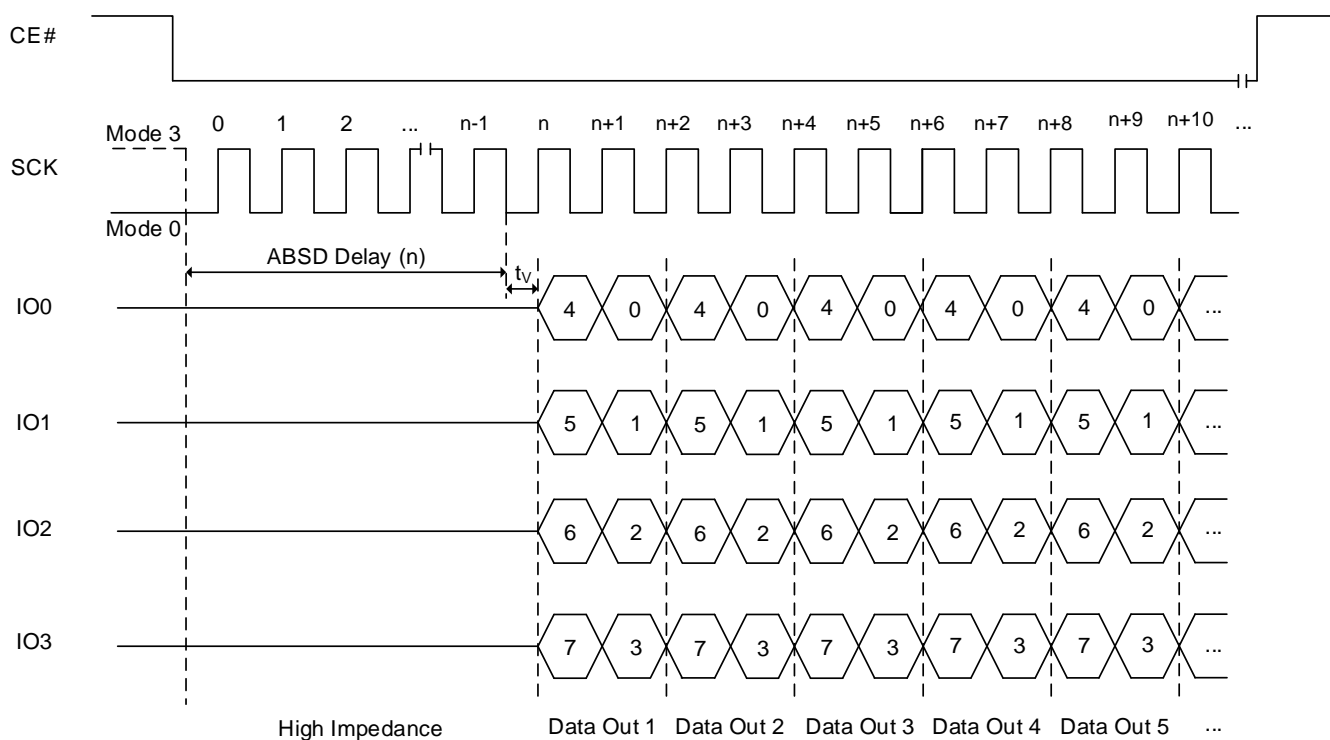 CE#
Mode 3 0 1 2 ... n-1 n n+1 n+2 n+3 n+4 n+5 n+6 n+7 n+8 n+9 n+10 ...
SCK
Mode 0
ABSD Delay (n)
tV
IO0 4 0 4 0 4 0 4 0 4 0 ...
IO1 5 1 5 1 5 1 5 1 5 1 ...
IO2 6 2 6 2 6 2 6 2 6 2 ...
IO3 7 3 7 3 7 3 7 3 7 3 ...
High Impedance Data Out 1 Data Out 2 Data Out 3 Data Out 4 Data Out 5 ...